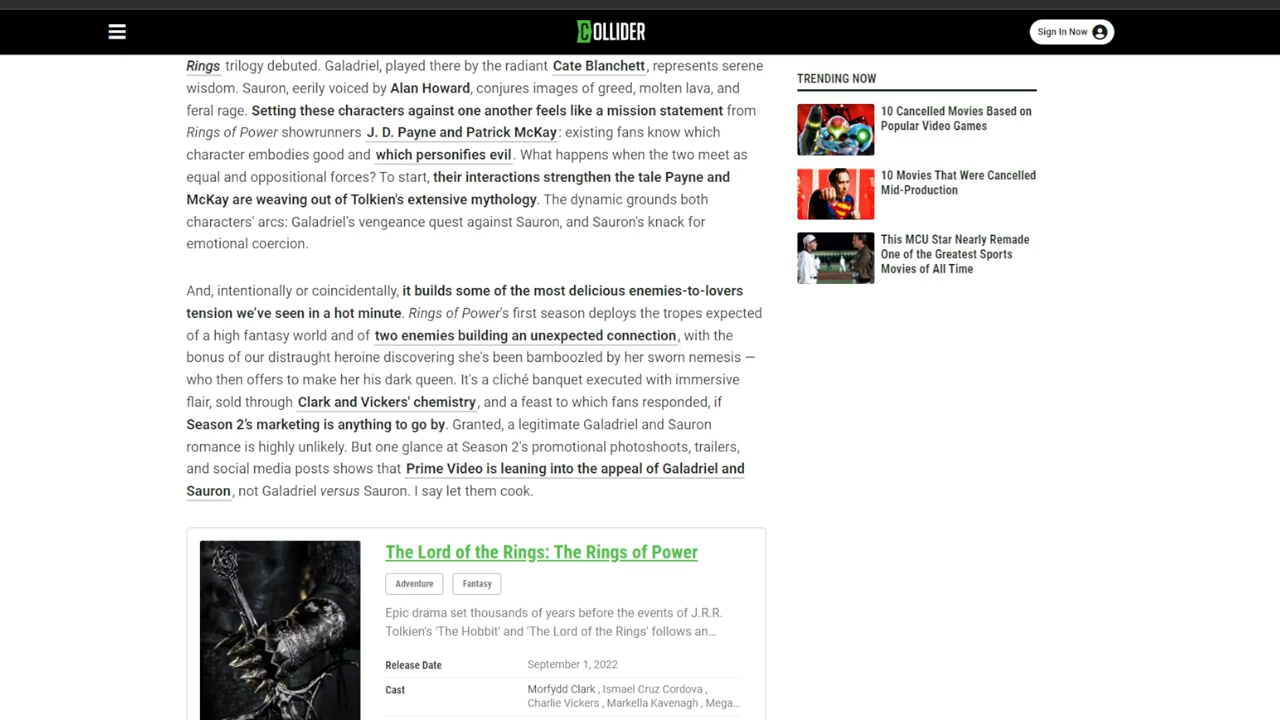 COLLIDER
Sign In Now
Rings trilogy debuted. Galadriel, played there by the radiant Cate Blanchett, represents serene
wisdom. Sauron, eerily voiced by Alan Howard, conjures images of greed, molten lava, and
feral rage. Setting these characters against one another feels like a mission statement from
Rings of Power showrunners J. D. Payne and Patrick McKay: existing fans know which
character embodies good and which personifies evil. What happens when the two meet as
equal and oppositional forces? To start, their interactions strengthen the tale Payne and
McKay are weaving out of Tolkien's extensive mythology. The dynamic grounds both
characters' arcs: Galadriel's vengeance quest against Sauron, and Sauron's knack for
emotional coercion.
And, intentionally or coincidentally, it builds some of the most delicious enemies-to-lovers
tension we've seen in a hot minute. Rings of Power's first season deploys the tropes expected
of a high fantasy world and of two enemies building an unexpected connection, with the
bonus of our distraught heroine discovering she's been bamboozled by her sworn nemesis —
who then offers to make her his dark queen. It's a cliché banquet executed with immersive
flair, sold through Clark and Vickers' chemistry, and a feast to which fans responded, if
Season 2's marketing is anything to go by. Granted, a legitimate Galadriel and Sauron
romance is highly unlikely. But one glance at Season 2's promotional photoshoots, trailers,
and social media posts shows that Prime Video is leaning into the appeal of Galadriel and
Sauron, not Galadriel versus Sauron. I say let them cook.
The Lord of the Rings: The Rings of Power
Adventure
Fantasy
Epic drama set thousands of years before the events of J.R.R.
Tolkien's 'The Hobbit' and 'The Lord of the Rings' follows an...
Release Date
September 1, 2022
Cast
Morfydd Clark , Ismael Cruz Cordova ,
Charlie Vickers , Markella Kavenagh , Mega...
TRENDING NOW
10 Cancelled Movies Based on
Popular Video Games
10 Movies That Were Cancelled
Mid-Production
This MCU Star Nearly Remade
One of the Greatest Sports
Movies of All Time